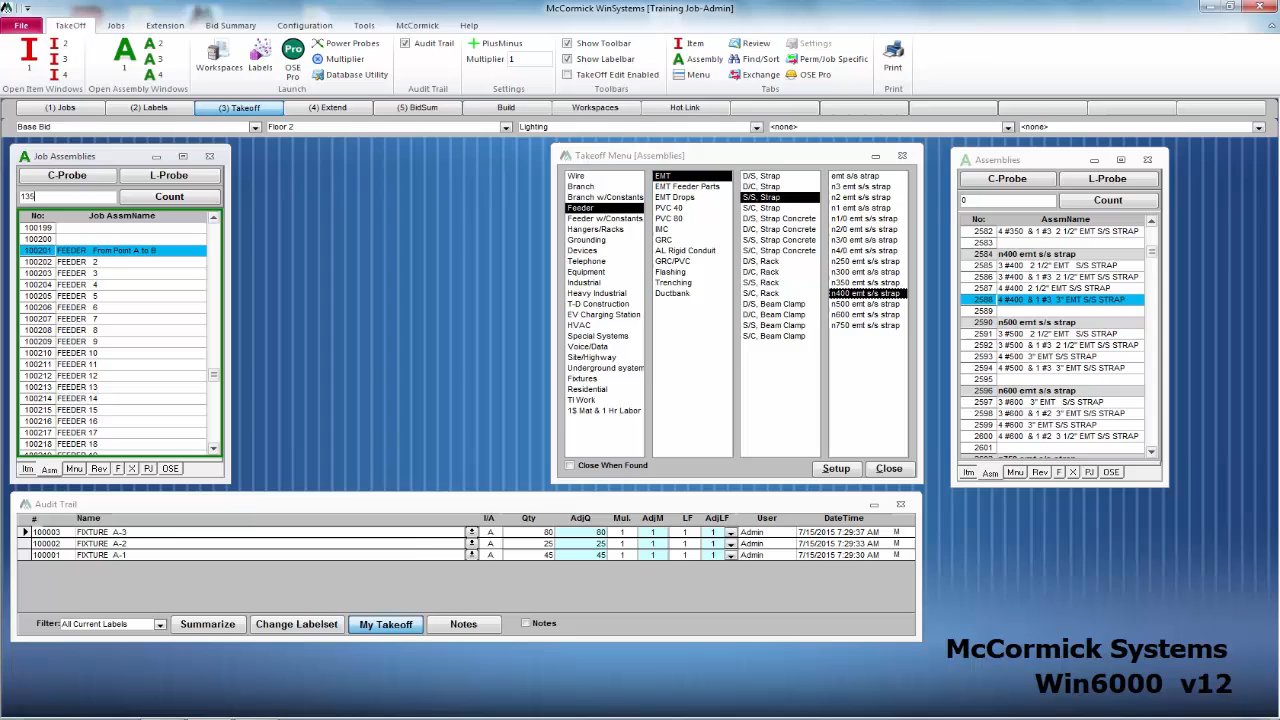 McCormick WinSystems [Training Job-Admin]
File TakeOff Jobs Extension Bid Summary Configuration Tools McCormick Help
I 1 I 2 I 3 I 4 Open Item Windows
A 1 A 2 A 3 A 4 Open Assembly Windows
Workspaces Labels Pro OSE Pro Power Probes Multiplier Database Utility Launch
Audit Trail Audit Trail
PlusMinus Multiplier 1 Settings
Show Toolbar Show Labelbar TakeOff Edit Enabled Toolbars
Item Review Settings
Assembly Find/Sort Perm/Job Specific
Menu Exchange OSE Pro
Tabs
Print Print
(1) Jobs (2) Labels (3) Takeoff (4) Extend (5) BidSum Build Workspaces Hot Link
Base Bid Floor 2 Lighting <none> <none>
Job Assemblies
C-Probe L-Probe
135 Count
No: Job AssmName
100199
100200
100201 FEEDER From Point A to B
100202 FEEDER 2
100203 FEEDER 3
100204 FEEDER 4
100205 FEEDER 5
100206 FEEDER 6
100207 FEEDER 7
100208 FEEDER 8
100209 FEEDER 9
100210 FEEDER 10
100211 FEEDER 11
100212 FEEDER 12
100213 FEEDER 13
100214 FEEDER 14
100215 FEEDER 15
100216 FEEDER 16
100217 FEEDER 17
100218 FEEDER 18
Itm Asm Mnu Rev F X PJ OSE
Takeoff Menu [Assemblies]
Wire EMT D/S, Strap emt s/s strap
Branch EMT Feeder Parts D/C, Strap n3 emt s/s strap
Branch w/Constants EMT Drops S/S, Strap n2 emt s/s strap
Feeder PVC 40 S/C, Strap n1 emt s/s strap
Feeder w/Constants PVC 80 D/S, Strap Concrete n1/0 emt s/s strap
Hangers/Racks IMC D/C, Strap Concrete n2/0 emt s/s strap
Grounding GRC S/S, Strap Concrete n3/0 emt s/s strap
Devices AL Rigid Conduit S/C, Strap Concrete n4/0 emt s/s strap
Telephone GRC/PVC D/S, Rack n250 emt s/s strap
Equipment Flashing D/C, Rack n300 emt s/s strap
Industrial Trenching S/S, Rack n350 emt s/s strap
Heavy Industrial Ductbank S/C, Rack n400 emt s/s strap
T-D Construction D/S, Beam Clamp n500 emt s/s strap
EV Charging Station D/C, Beam Clamp n600 emt s/s strap
HVAC S/S, Beam Clamp n750 emt s/s strap
Special Systems S/C, Beam Clamp
Voice/Data
Site/Highway
Underground system
Fixtures
Residential
TI Work
1$ Mat & 1 Hr Labor
Close When Found Setup Close
Assemblies
C-Probe L-Probe
0 Count
No: AssmName
2582 4 #350 & 1 #3 2 1/2" EMT S/S STRAP
2583
2584 n400 emt s/s strap
2585 3 #400 2 1/2" EMT S/S STRAP
2586 3 #400 & 1 #3 2 1/2" EMT S/S STRAP
2587 4 #400 3" EMT S/S STRAP
2588 4 #400 & 1 #3 3" EMT S/S STRAP
2589
2590 n500 emt s/s strap
2591 3 #500 3" EMT S/S STRAP
2592 3 #500 & 1 #3 3" EMT S/S STRAP
2593 4 #500 3" EMT S/S STRAP
2594 4 #500 & 1 #3 3" EMT S/S STRAP
2595
2596 n600 emt s/s strap
2597 3 #600 3" EMT S/S STRAP
2598 3 #600 & 1 #2 3" EMT S/S STRAP
2599 4 #600 3 1/2" EMT S/S STRAP
2600 4 #600 & 1 #2 3 1/2" EMT S/S STRAP
2601
Itm Asm Mnu Rev F X PJ OSE
Audit Trail
# Name I/A Qty AdjQ Mul. AdjM LF AdjLF User DateTime
100003 FIXTURE A-3 A 80 80 1 1 1 1 Admin 7/15/2015 7:29:37 AM M
100002 FIXTURE A-2 A 25 25 1 1 1 1 Admin 7/15/2015 7:29:33 AM M
100001 FIXTURE A-1 A 45 45 1 1 1 1 Admin 7/15/2015 7:29:30 AM M
Filter: All Current Labels Summarize Change Labelset My Takeoff Notes Notes
McCormick Systems
Win6000 v12